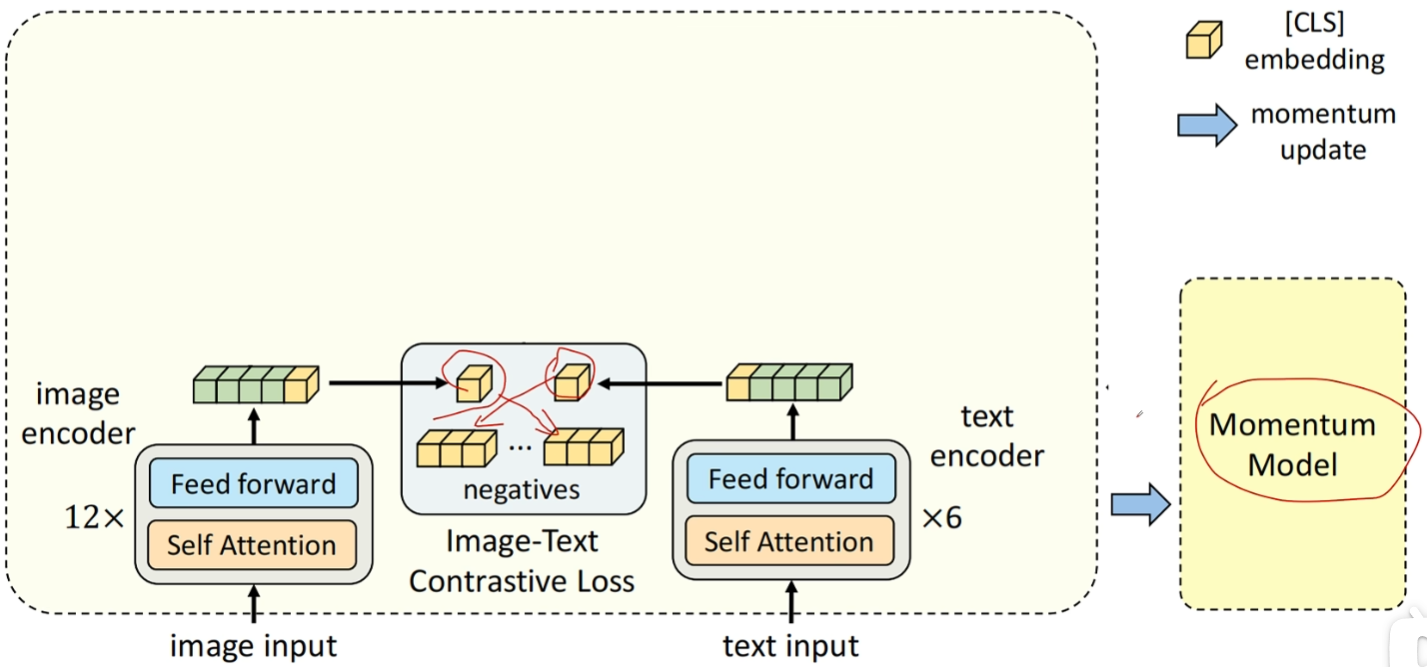 [CLS]
embedding
momentum
update
image
encoder
12×
Feed forward
Self Attention
image input
...
negatives
Image-Text
Contrastive Loss
text
encoder
×6
Feed forward
Self Attention
text input
Momentum
Model